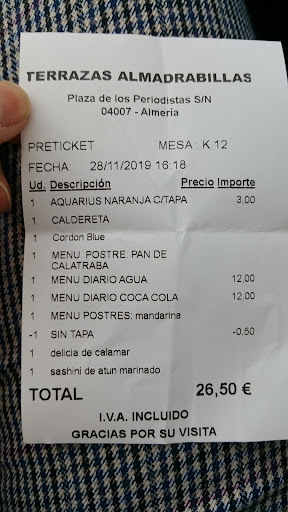 TERRAZAS ALMADRABILLAS
Plaza de los Periodistas S/N
04007 - Almería
PRETICKET MESA : K 12
FECHA: 28/11/2019 16:18
Ud. Descripción Precio Importe
1 AQUARIUS NARANJA C/TAPA 3,00
1 CALDERETA
1 Cordon Blue
1 MENU POSTRE: PAN DE
CALATRABA
1 MENU DIARIO AGUA 12,00
1 MENU DIARIO COCA COLA 12,00
1 MENU POSTRES: mandarina
-1 SIN TAPA -0,50
1 delicia de calamar
1 sashini de atun marinado
TOTAL 26,50 €
I.V.A. INCLUIDO
GRACIAS POR SU VISITA